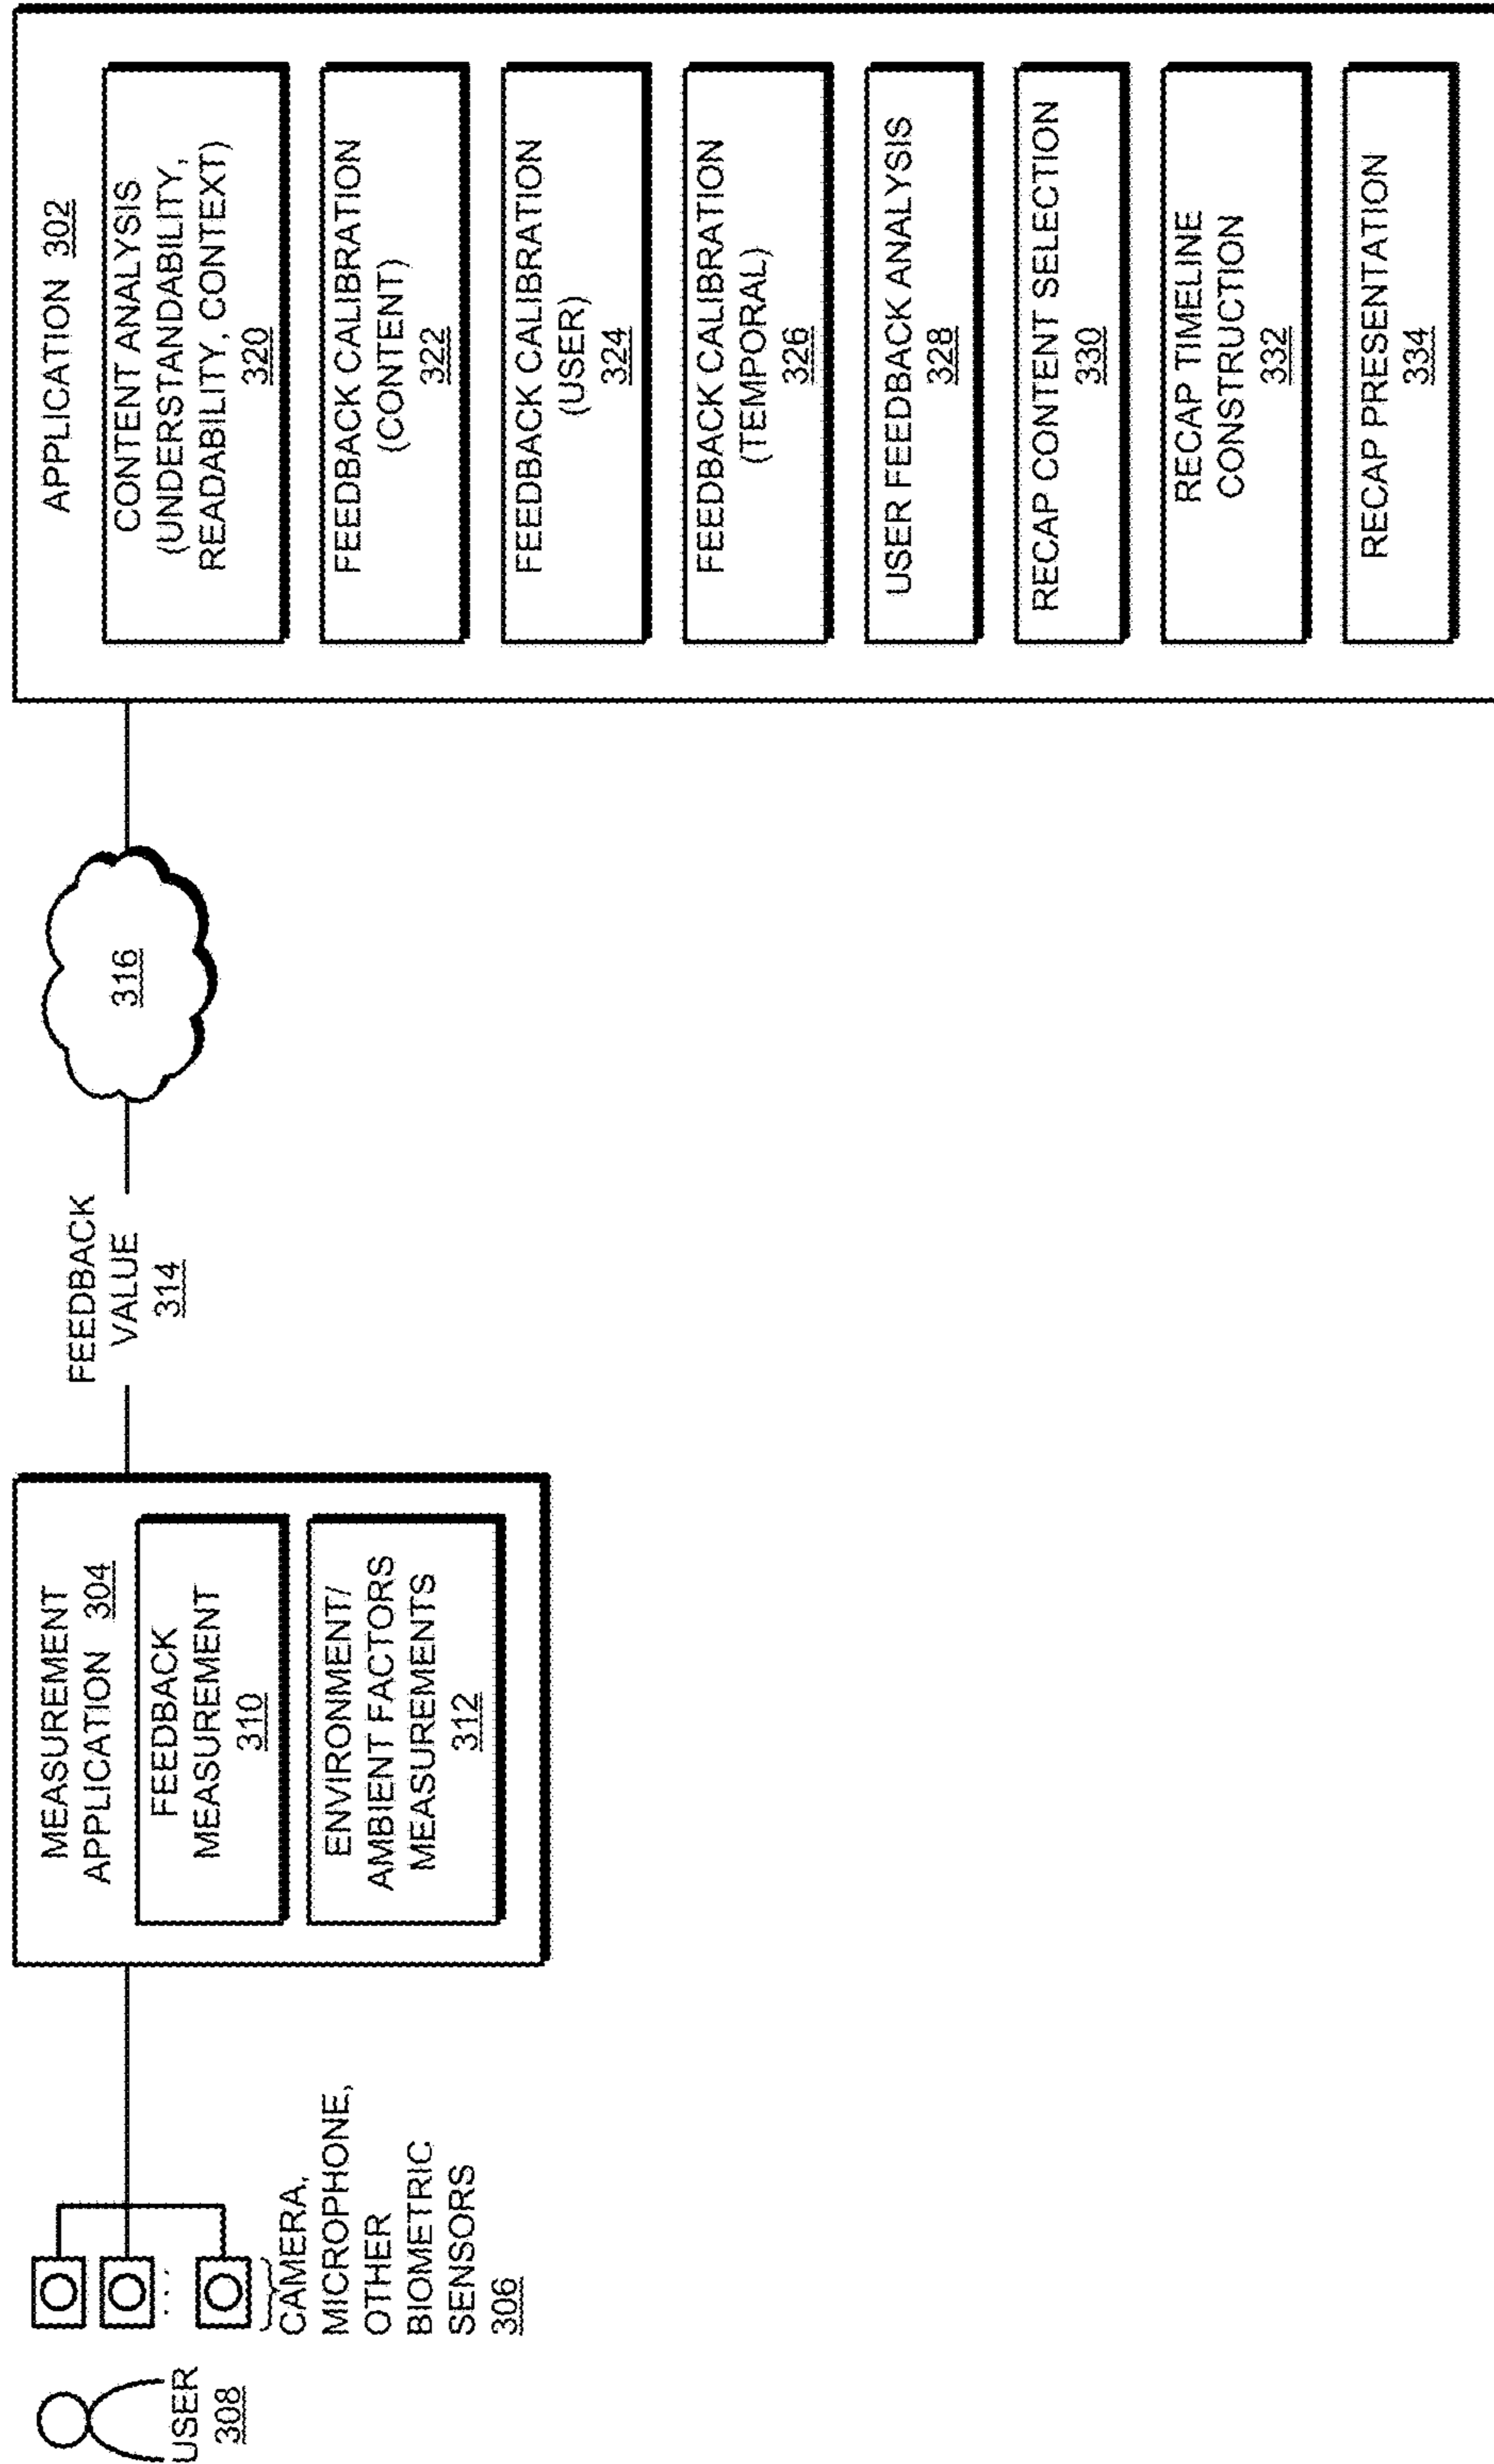 USER
308
CAMERA,
MICROPHONE,
OTHER
BIOMETRIC
SENSORS
306
MEASUREMENT
APPLICATION 304
FEEDBACK
MEASUREMENT
310
ENVIRONMENT/
AMBIENT FACTORS
MEASUREMENTS
312
FEEDBACK
VALUE
314
316
APPLICATION 302
CONTENT ANALYSIS
(UNDERSTANDABILITY,
READABILITY, CONTEXT)
320
FEEDBACK CALIBRATION
(CONTENT)
322
FEEDBACK CALIBRATION
(USER)
324
FEEDBACK CALIBRATION
(TEMPORAL)
326
USER FEEDBACK ANALYSIS
328
RECAP CONTENT SELECTION
330
RECAP TIMELINE
CONSTRUCTION
332
RECAP PRESENTATION
334